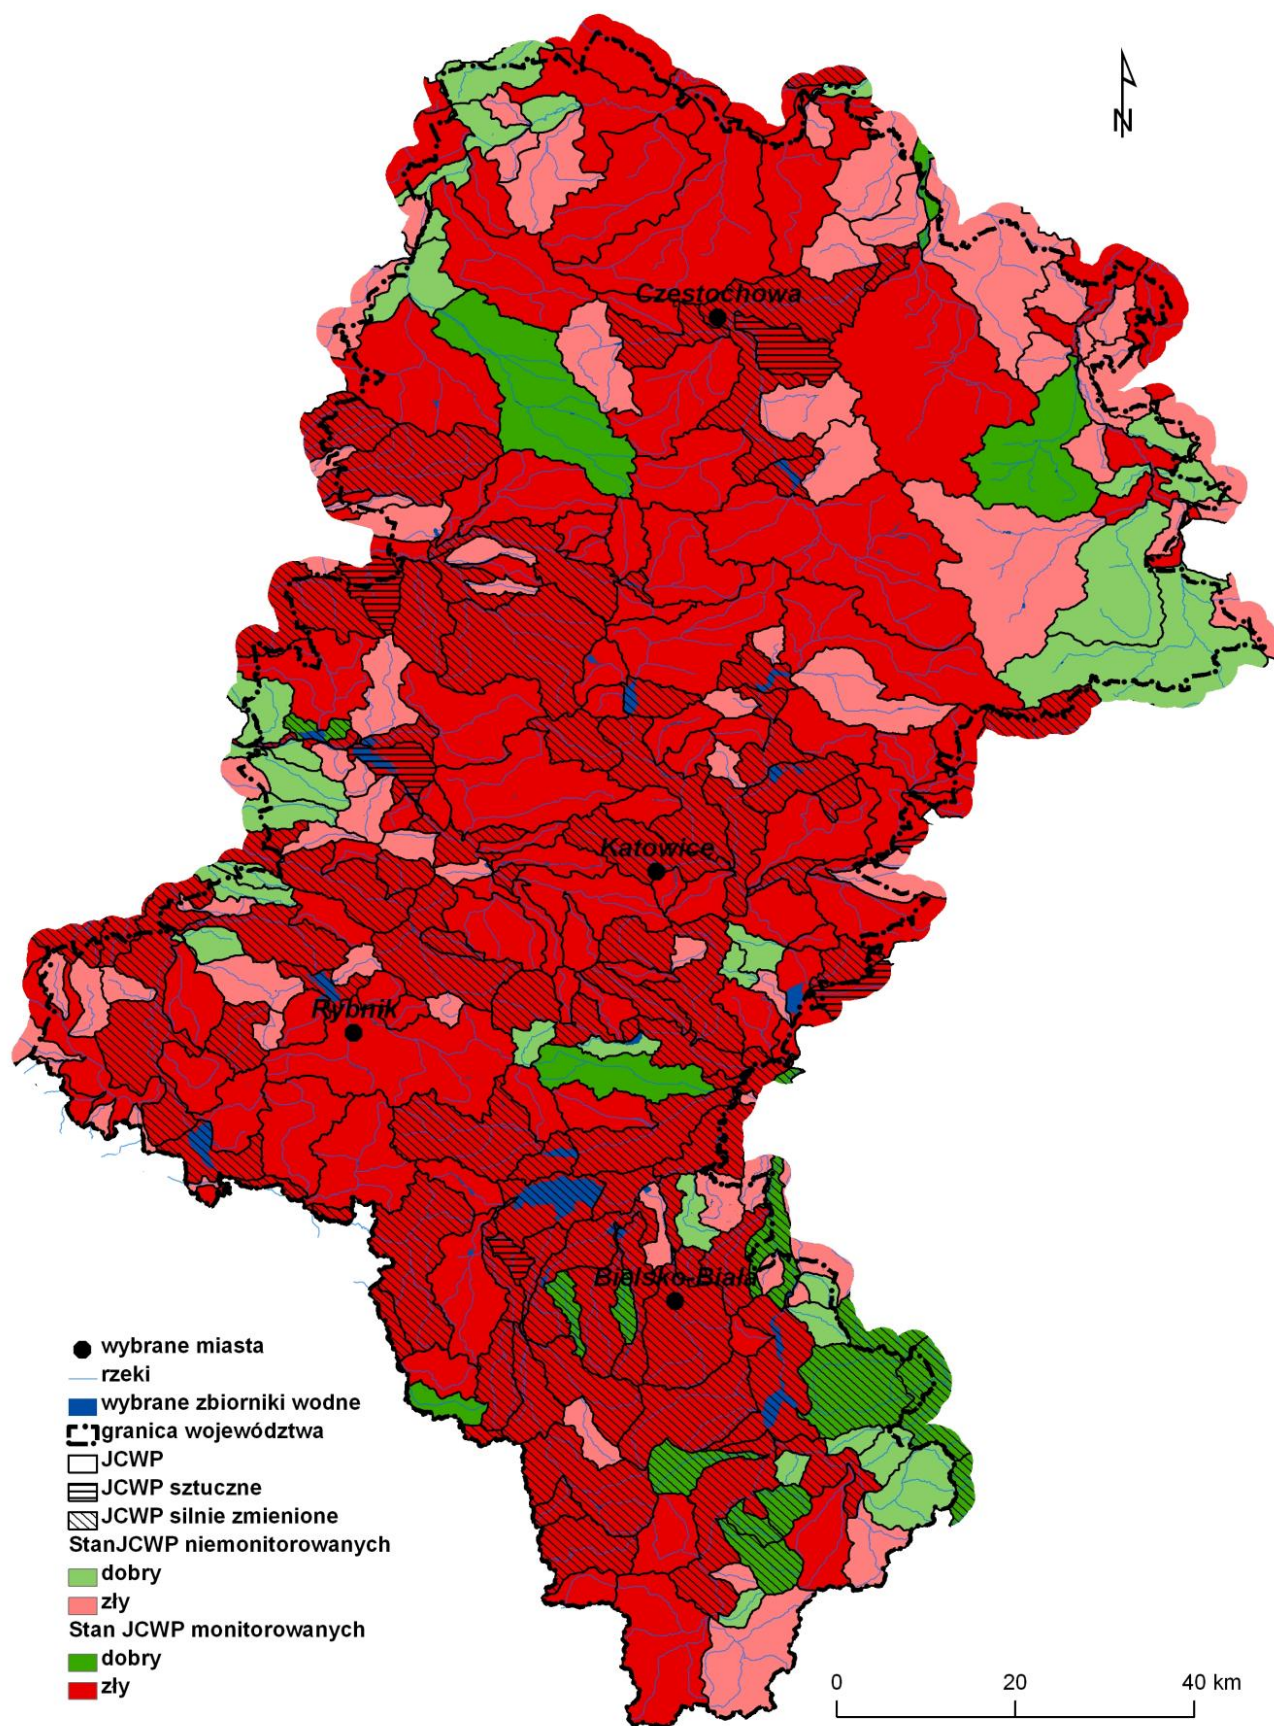 N
Częstochowa
Katowice
Rybnik
Bielsko-Biała
wybrane miasta
rzeki
wybrane zbiorniki wodne
granica województwa
JCWP
JCWP sztuczne
JCWP silnie zmienione
StanJCWP niemonitorowanych
dobry
zły
Stan JCWP monitorowanych
dobry
zły
0 20 40 km